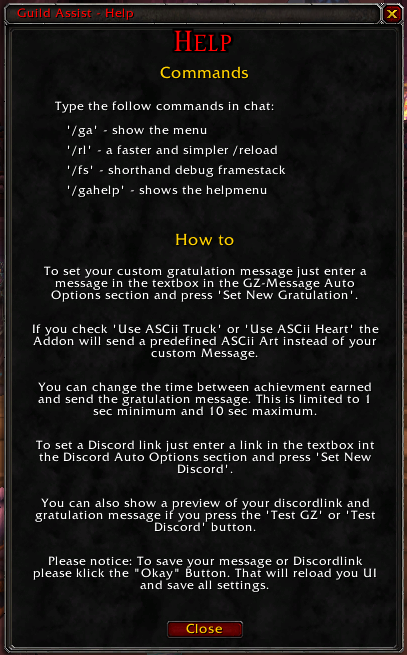 Guild Assist - Help
HELP
Commands
Type the follow commands in chat:
'/ga' - show the menu
'/rl' - a faster and simpler /reload
'/fs' - shorthand debug framestack
'/gahelp' - shows the helpmenu
How to
To set your custom gratulation message just enter a
message in the textbox in the GZ-Message Auto
Options section and press 'Set New Gratulation'.
If you check 'Use ASCii Truck' or 'Use ASCii Heart' the
Addon will send a predefined ASCii Art instead of your
custom Message.
You can change the time between achievment earned
and send the gratulation message. This is limited to 1
sec minimum and 10 sec maximum.
To set a Discord link just enter a link in the textbox int
the Discord Auto Options section and press 'Set New
Discord'.
You can also show a preview of your discordlink and
gratulation message if you press the 'Test GZ' or 'Test
Discord' button.
Please notice: To save your message or Discordlink
please klick the "Okay" Button. That will reload you UI
and save all settings.
Close